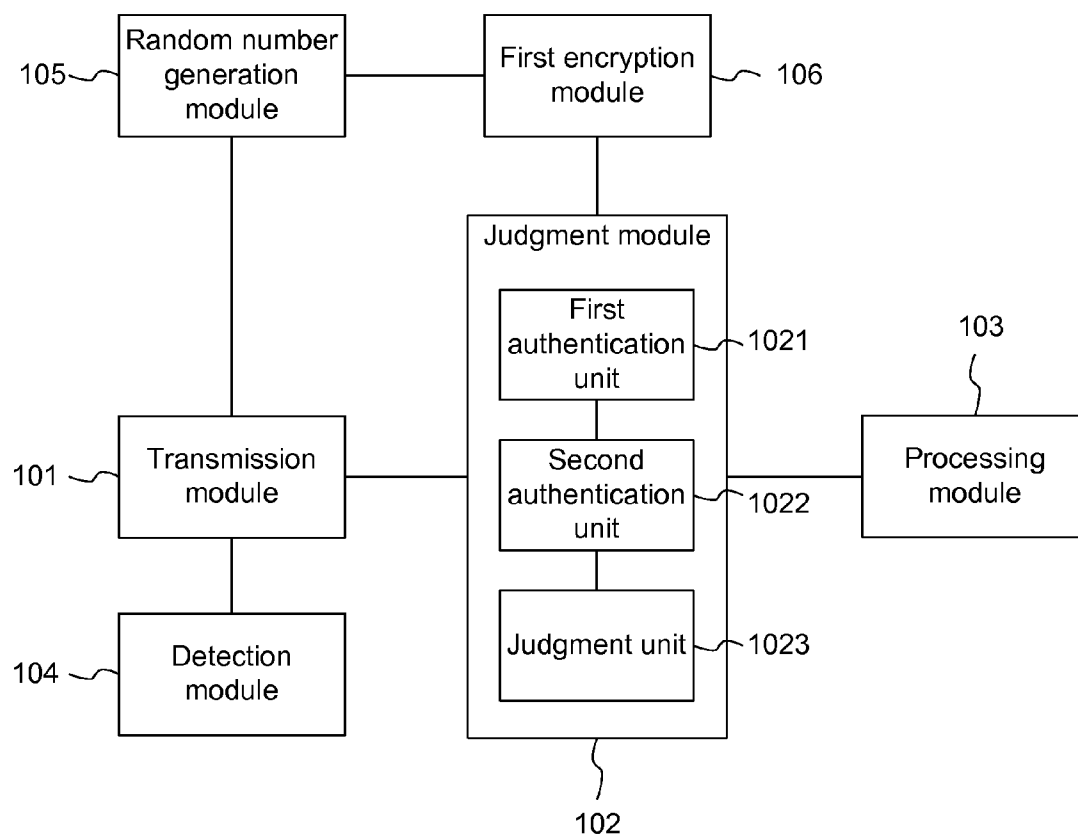 Random number
generation
module
105
First encryption
module
106
Judgment module
First
authentication
unit
1021
103
Transmission
module
101
Second
authentication
unit
1022
Processing
module
Judgment unit
1023
Detection
module
104
102